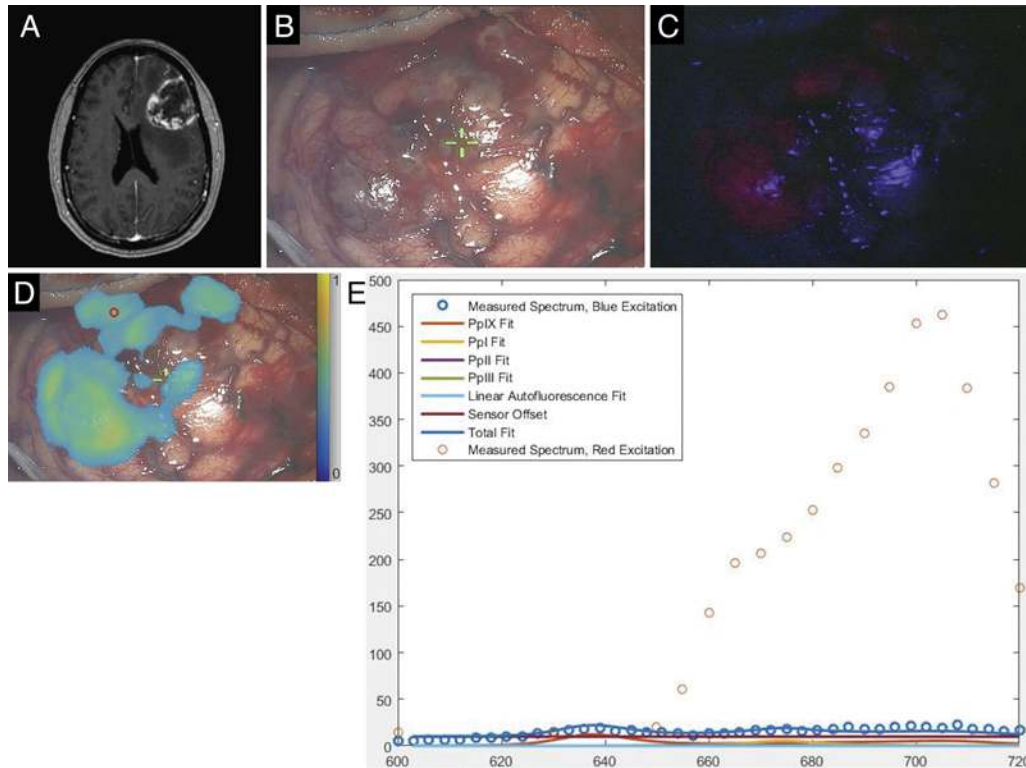 A
B
C
D
1
0
E
500
450
400
350
300
250
200
150
100
50
0
Measured Spectrum, Blue Excitation
PpIX Fit
PpI Fit
PpII Fit
PpIII Fit
Linear Autofluorescence Fit
Sensor Offset
Total Fit
Measured Spectrum, Red Excitation
600
620
640
660
680
700
720